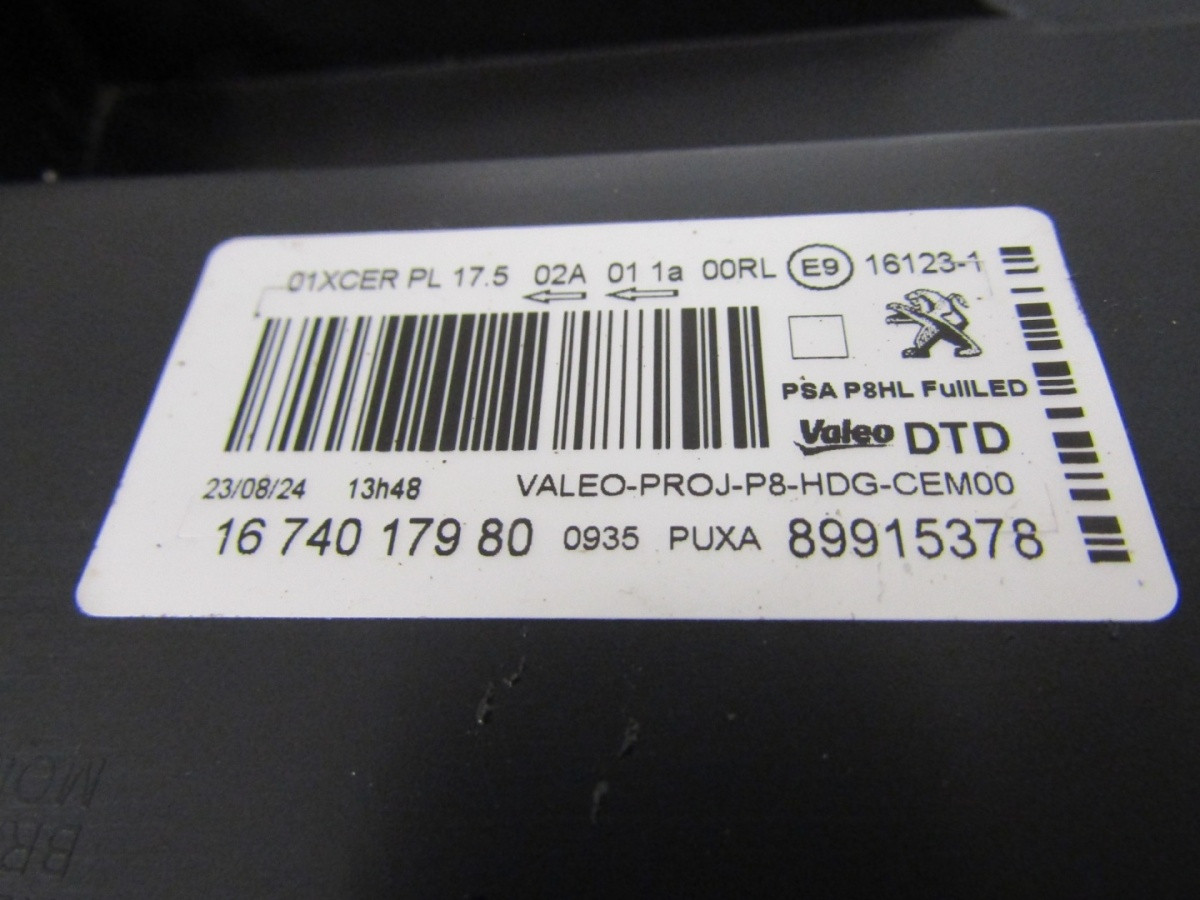 01XCER PL 17.5 02A 01 1a 00RL E9 16123-1
PSA P8HL FullLED
Valeo DTD
23/08/24 13h48 VALEO-PROJ-P8-HDG-CEM00
16 740 179 80 0935 PUXA 89915378